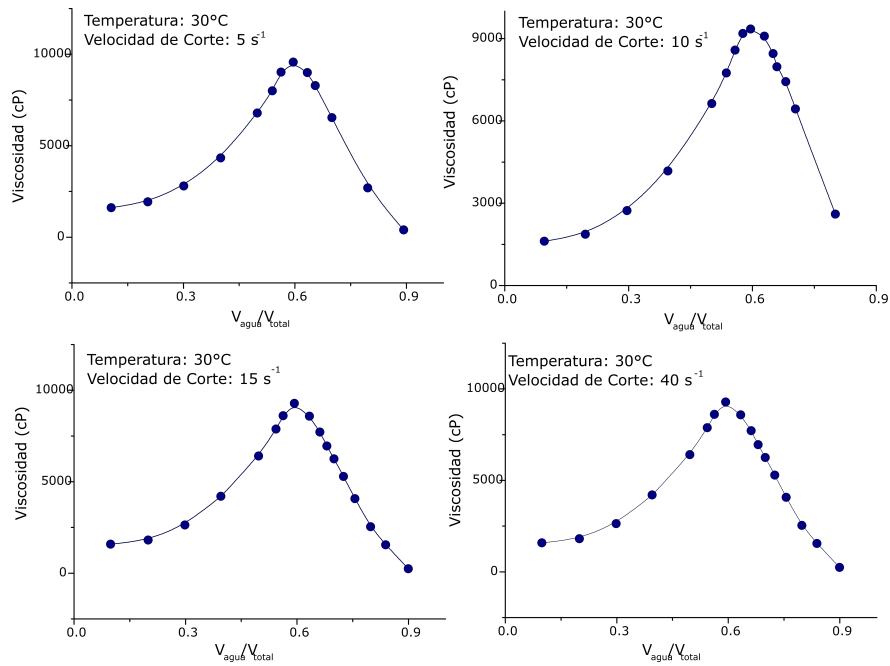 Temperatura: 30°C
Velocidad de Corte: 5 s-1
10000
5000
0
Viscosidad (cP)
0.0 0.3 0.6 0.9
Vagua/Vtotal
Temperatura: 30°C
Velocidad de Corte: 10 s-1
9000
6000
3000
0
Viscosidad (cP)
0.0 0.3 0.6 0.9
Vagua/Vtotal
Temperatura: 30°C
Velocidad de Corte: 15 s-1
10000
5000
0
Viscosidad (cP)
0.0 0.3 0.6 0.9
Vagua/Vtotal
Temperatura: 30°C
Velocidad de Corte: 40 s-1
10000
5000
0
Viscosidad (cP)
0.0 0.3 0.6 0.9
Vagua/Vtotal